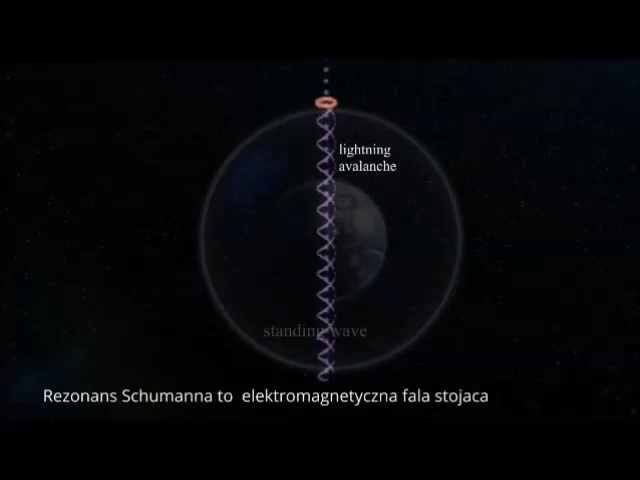 lightning
avalanche
standing wave
Rezonans Schumanna to  elektromagnetyczna fala stojaca